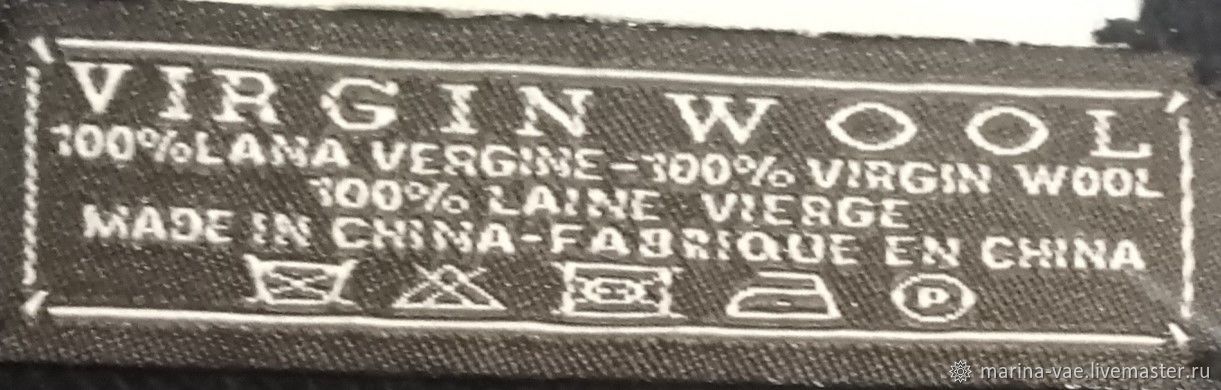 VIRGIN WOOL
100% LANA VERGINE-100% VIRGIN WOOL
100% LAINE VIERGE
MADE IN CHINA-FABRIQUE EN CHINA
P
marina-vae.livemaster.ru